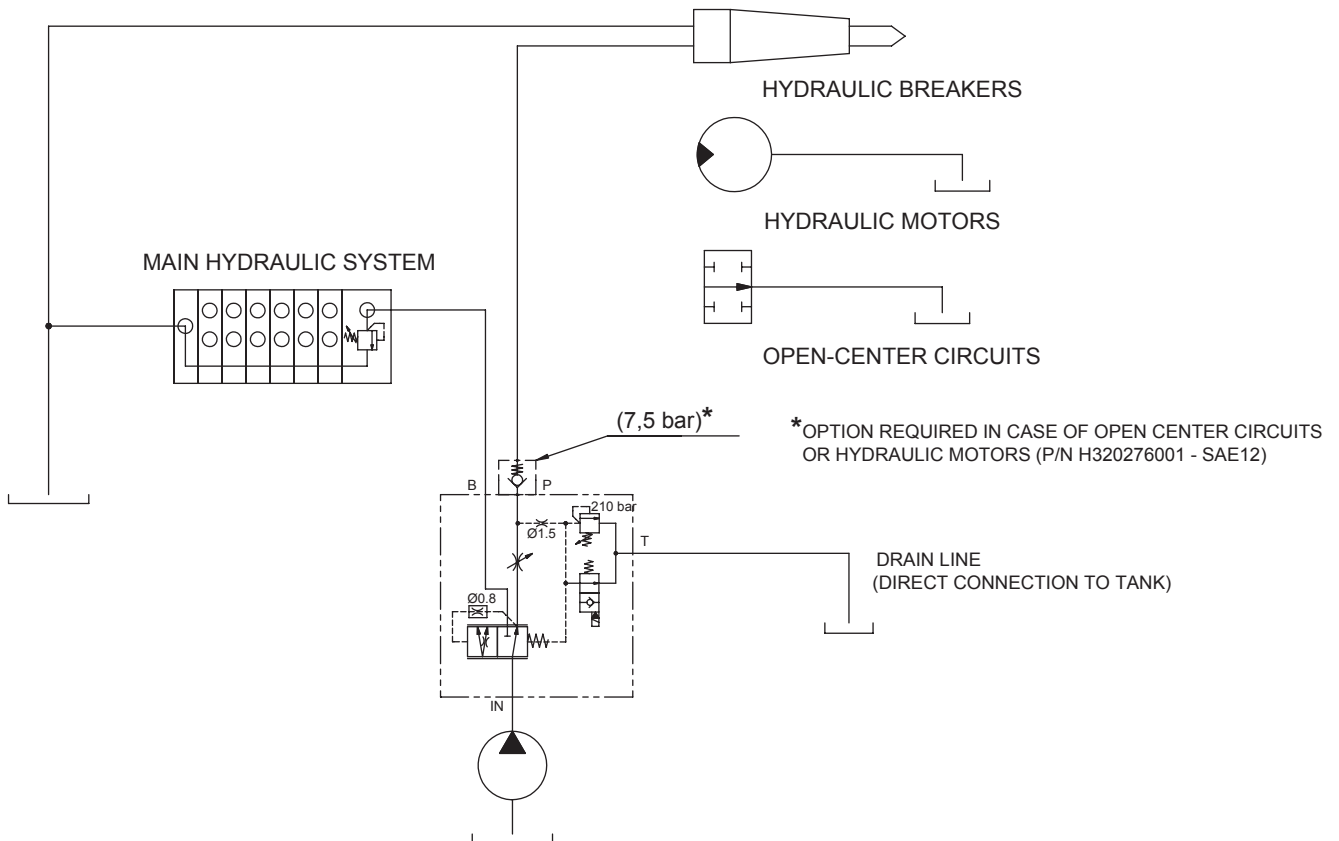 HYDRAULIC BREAKERS
HYDRAULIC MOTORS
MAIN HYDRAULIC SYSTEM
OPEN-CENTER CIRCUITS
(7,5 bar)*
*OPTION REQUIRED IN CASE OF OPEN CENTER CIRCUITS
OR HYDRAULIC MOTORS (P/N H320276001 - SAE12)
B
P
210 bar
Ø1.5
T
DRAIN LINE
(DIRECT CONNECTION TO TANK)
Ø0.8
IN